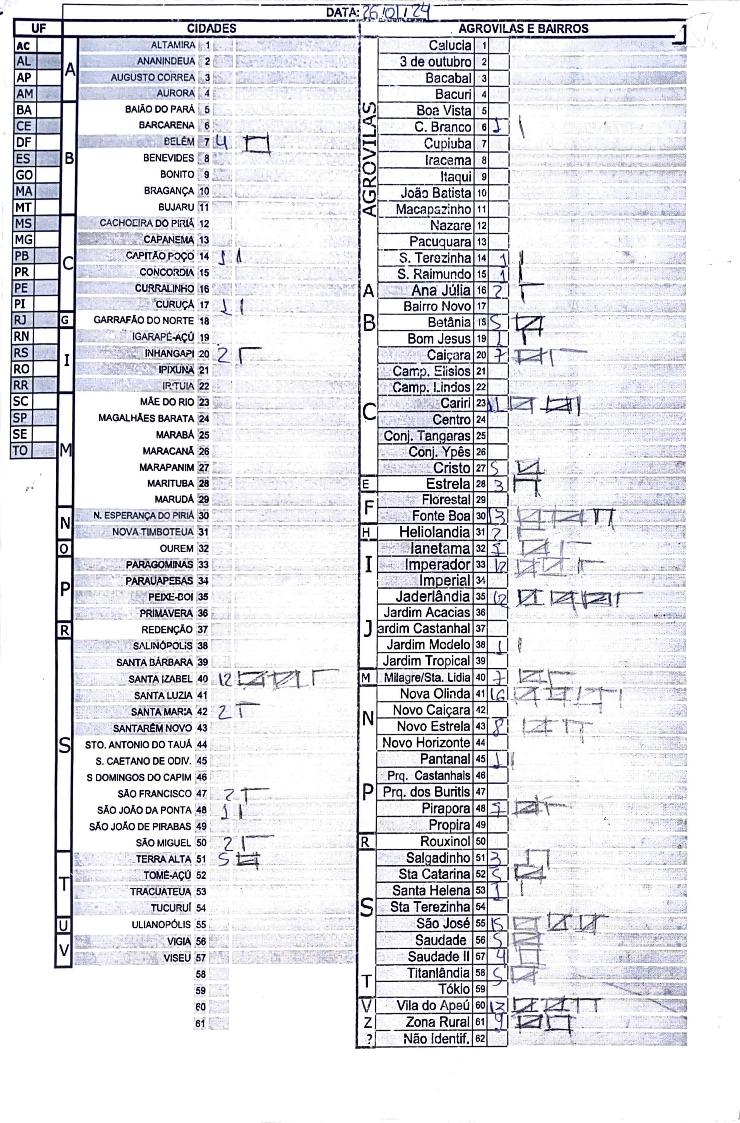 DATA: 26/01/24
UF CIDADES AGROVILAS E BAIRROS
AC
AL
AP
AM
BA
CE
DF
ES
GO
MA
MT
MS
MG
PB
PR
PE
PI
RJ
RN
RS
RO
RR
SC
SP
SE
TO
A
ALTAMIRA 1
ANANINDEUA 2
AUGUSTO CORREA 3
AURORA 4
B
BAIÃO DO PARÁ 5
BARCARENA 6
BELÉM 7 4
BENEVIDES 8
BONITO 9
BRAGANÇA 10
BUJARU 11
C
CACHOEIRA DO PIRIÁ 12
CAPANEMA 13
CAPITÃO POÇO 14 1
CONCORDIA 15
CURRALINHO 16
CURUÇA 17 1
G
GARRAFÃO DO NORTE 18
I
IGARAPÉ-AÇÚ 19
INHANGAPI 20 2
IPIXUNA 21
IRITUIA 22
M
MÃE DO RIO 23
MAGALHÃES BARATA 24
MARABÁ 25
MARACANÃ 26
MARAPANIM 27
MARITUBA 28
MARUDÁ 29
N
N. ESPERANÇA DO PIRIÁ 30
NOVA TIMBOTEUA 31
O
OUREM 32
P
PARAGOMINAS 33
PARAUAPEBAS 34
PEIXE-BOI 35
PRIMAVERA 36
R
REDENÇÃO 37
S
SALINÓPOLIS 38
SANTA BÁRBARA 39
SANTA IZABEL 40 12
SANTA LUZIA 41
SANTA MARIA 42 2
SANTARÉM NOVO 43
STO. ANTONIO DO TAUÁ 44
S. CAETANO DE ODIV. 45
S DOMINGOS DO CAPIM 46
SÃO FRANCISCO 47 2
SÃO JOÃO DA PONTA 48 1
SÃO JOÃO DE PIRABAS 49
SÃO MIGUEL 50 2
T
TERRA ALTA 51 5
TOMÉ-AÇÚ 52
TRACUATEUA 53
TUCURUÍ 54
U
ULIANÓPOLIS 55
V
VIGIA 56
VISEU 57
58
59
60
61
AGROVILAS
Calucia 1
3 de outubro 2
Bacabal 3
Bacuri 4
Boa Vista 5
C. Branco 6 1
Cupiuba 7
Iracema 8
Itaqui 9
João Batista 10
Macapazinho 11
Nazare 12
Pacuquara 13
S. Terezinha 14 1
S. Raimundo 15 1
A
Ana Júlia 16 2
Bairro Novo 17
B
Betânia 18 5
Bom Jesus 19 1
Caiçara 20 7
Camp. Elísios 21
Camp. Lindos 22
C
Cariri 23 11
Centro 24
Conj. Tangaras 25
Conj. Ypês 26
Cristo 27 5
E
Estrela 28 3
F
Florestal 29
Fonte Boa 30 13
H
Heliolandia 31 2
I
Ianetama 32
Imperador 33 12
Imperial 34
Jaderlândia 35
Jardim Acacias 36
J
ardim Castanhal 37
Jardim Modelo 38 1
Jardim Tropical 39
M
Milagre/Sta. Lidia 40 7
Nova Olinda 41 16
N
Novo Caiçara 42
Novo Estrela 43 8
Novo Horizonte 44
Pantanal 45 1
Prq. Castanhais 46
P
Prq. dos Buritis 47
Pirapora 48 7
Propira 49
R
Rouxinol 50
S
Salgadinho 51 3
Sta Catarina 52 5
Santa Helena 53 1
Sta Terezinha 54
São José 55 15
Saudade 56 5
Saudade II 57 4
T
Titanlândia 58 5
Tókio 59
V
Vila do Apeú 60 12
Z
Zona Rural 61 9
?
Não Identif. 62